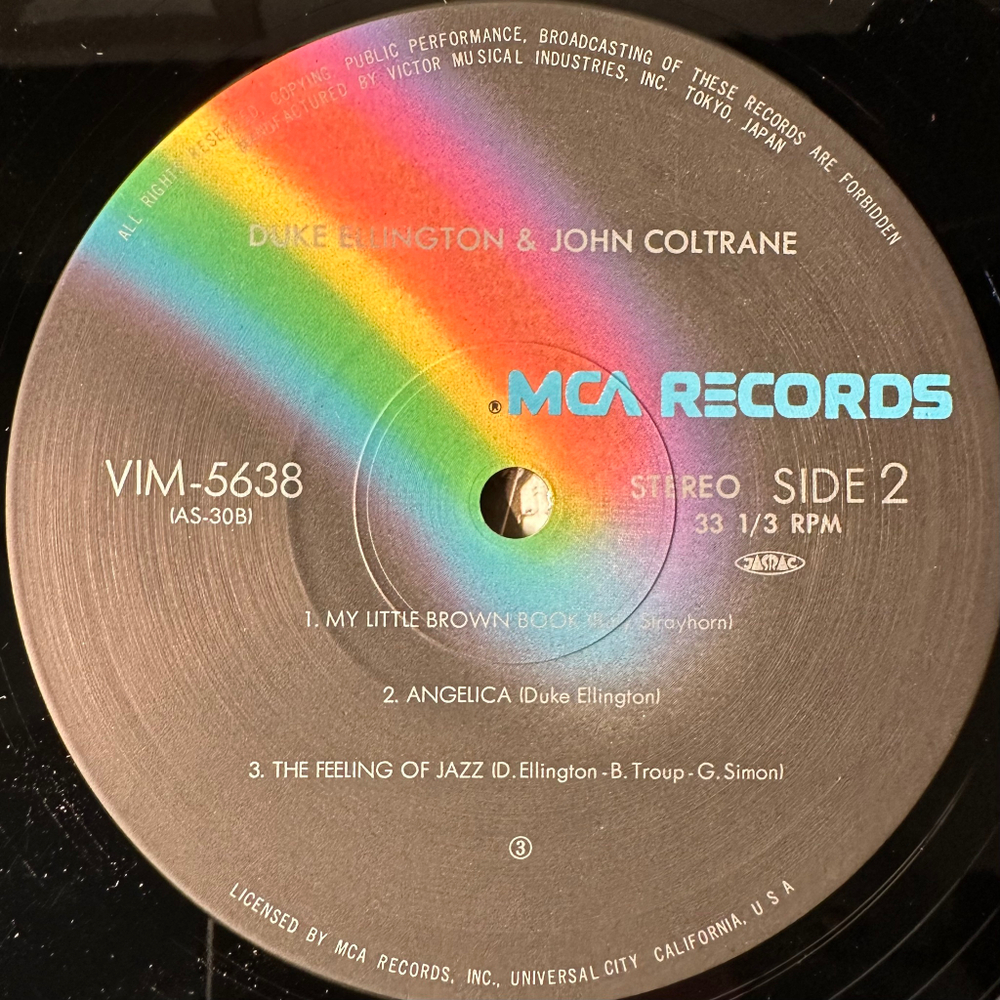 ALL RIGHTS RESERVED. COPYING, PUBLIC PERFORMANCE, BROADCASTING OF THESE RECORDS ARE FORBIDDEN
MANUFACTURED BY VICTOR MUSICAL INDUSTRIES, INC. TOKYO, JAPAN
DUKE ELLINGTON & JOHN COLTRANE
® MCA RECORDS
VIM-5638
(AS-30B)
STEREO SIDE 2
33 1/3 RPM
JASRAC
1. MY LITTLE BROWN BOOK (Billy Strayhorn)
2. ANGELICA (Duke Ellington)
3. THE FEELING OF JAZZ (D. Ellington - B. Troup - G. Simon)
③
LICENSED BY MCA RECORDS, INC., UNIVERSAL CITY CALIFORNIA, U S A